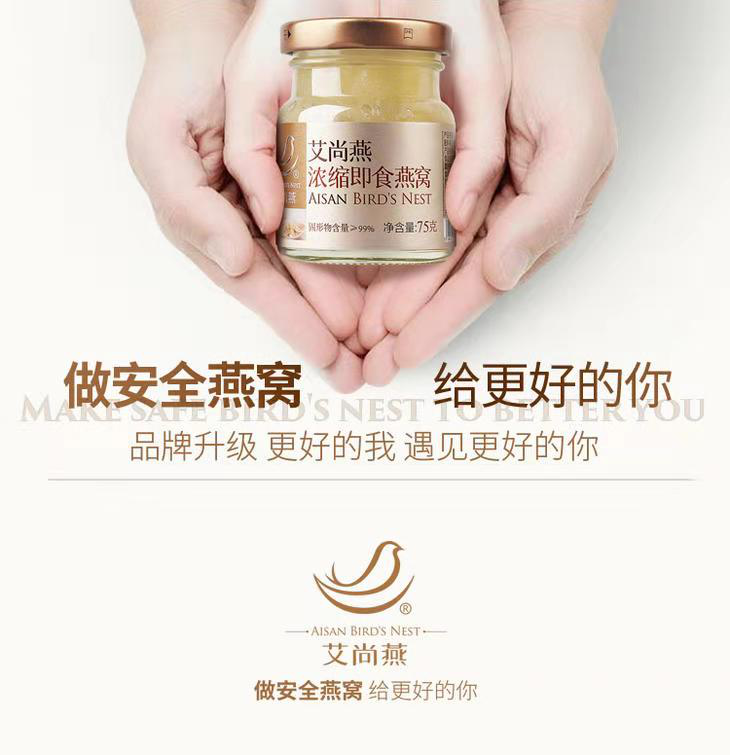 艾尚燕
浓缩即食燕窝
AISAN BIRD'S NEST
固形物含量≥99% 净含量:75克
做安全燕窝 给更好的你
MAKE SAFE BIRD'S NEST TO BETTER YOU
品牌升级 更好的我 遇见更好的你
®
AISAN BIRD'S NEST
艾尚燕
做安全燕窝 给更好的你